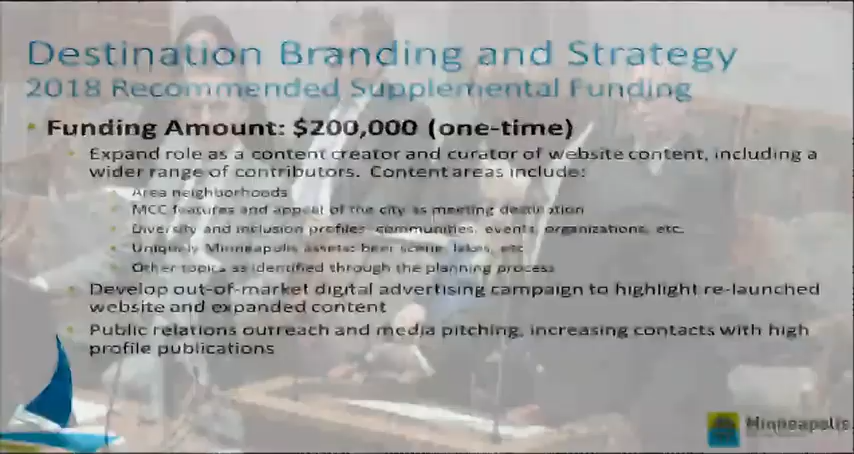 Destination Branding and Strategy
2018 Recommended Supplemental Funding
• Funding Amount: $200,000 (one-time)
• Expand role as a content creator and curator of website content, including a
wider range of contributors. Content areas include:
• Area neighborhoods
• MCC features and appeal of the city as meeting destination
• Diversity and inclusion profiles communities, events, organizations, etc.
• Uniquely Minneapolis assets: beer scene, lakes, etc
• Other topics as identified through the planning process
• Develop out-of-market digital advertising campaign to highlight re-launched
website and expanded content
• Public relations outreach and media pitching, increasing contacts with high
profile publications
Minneapolis